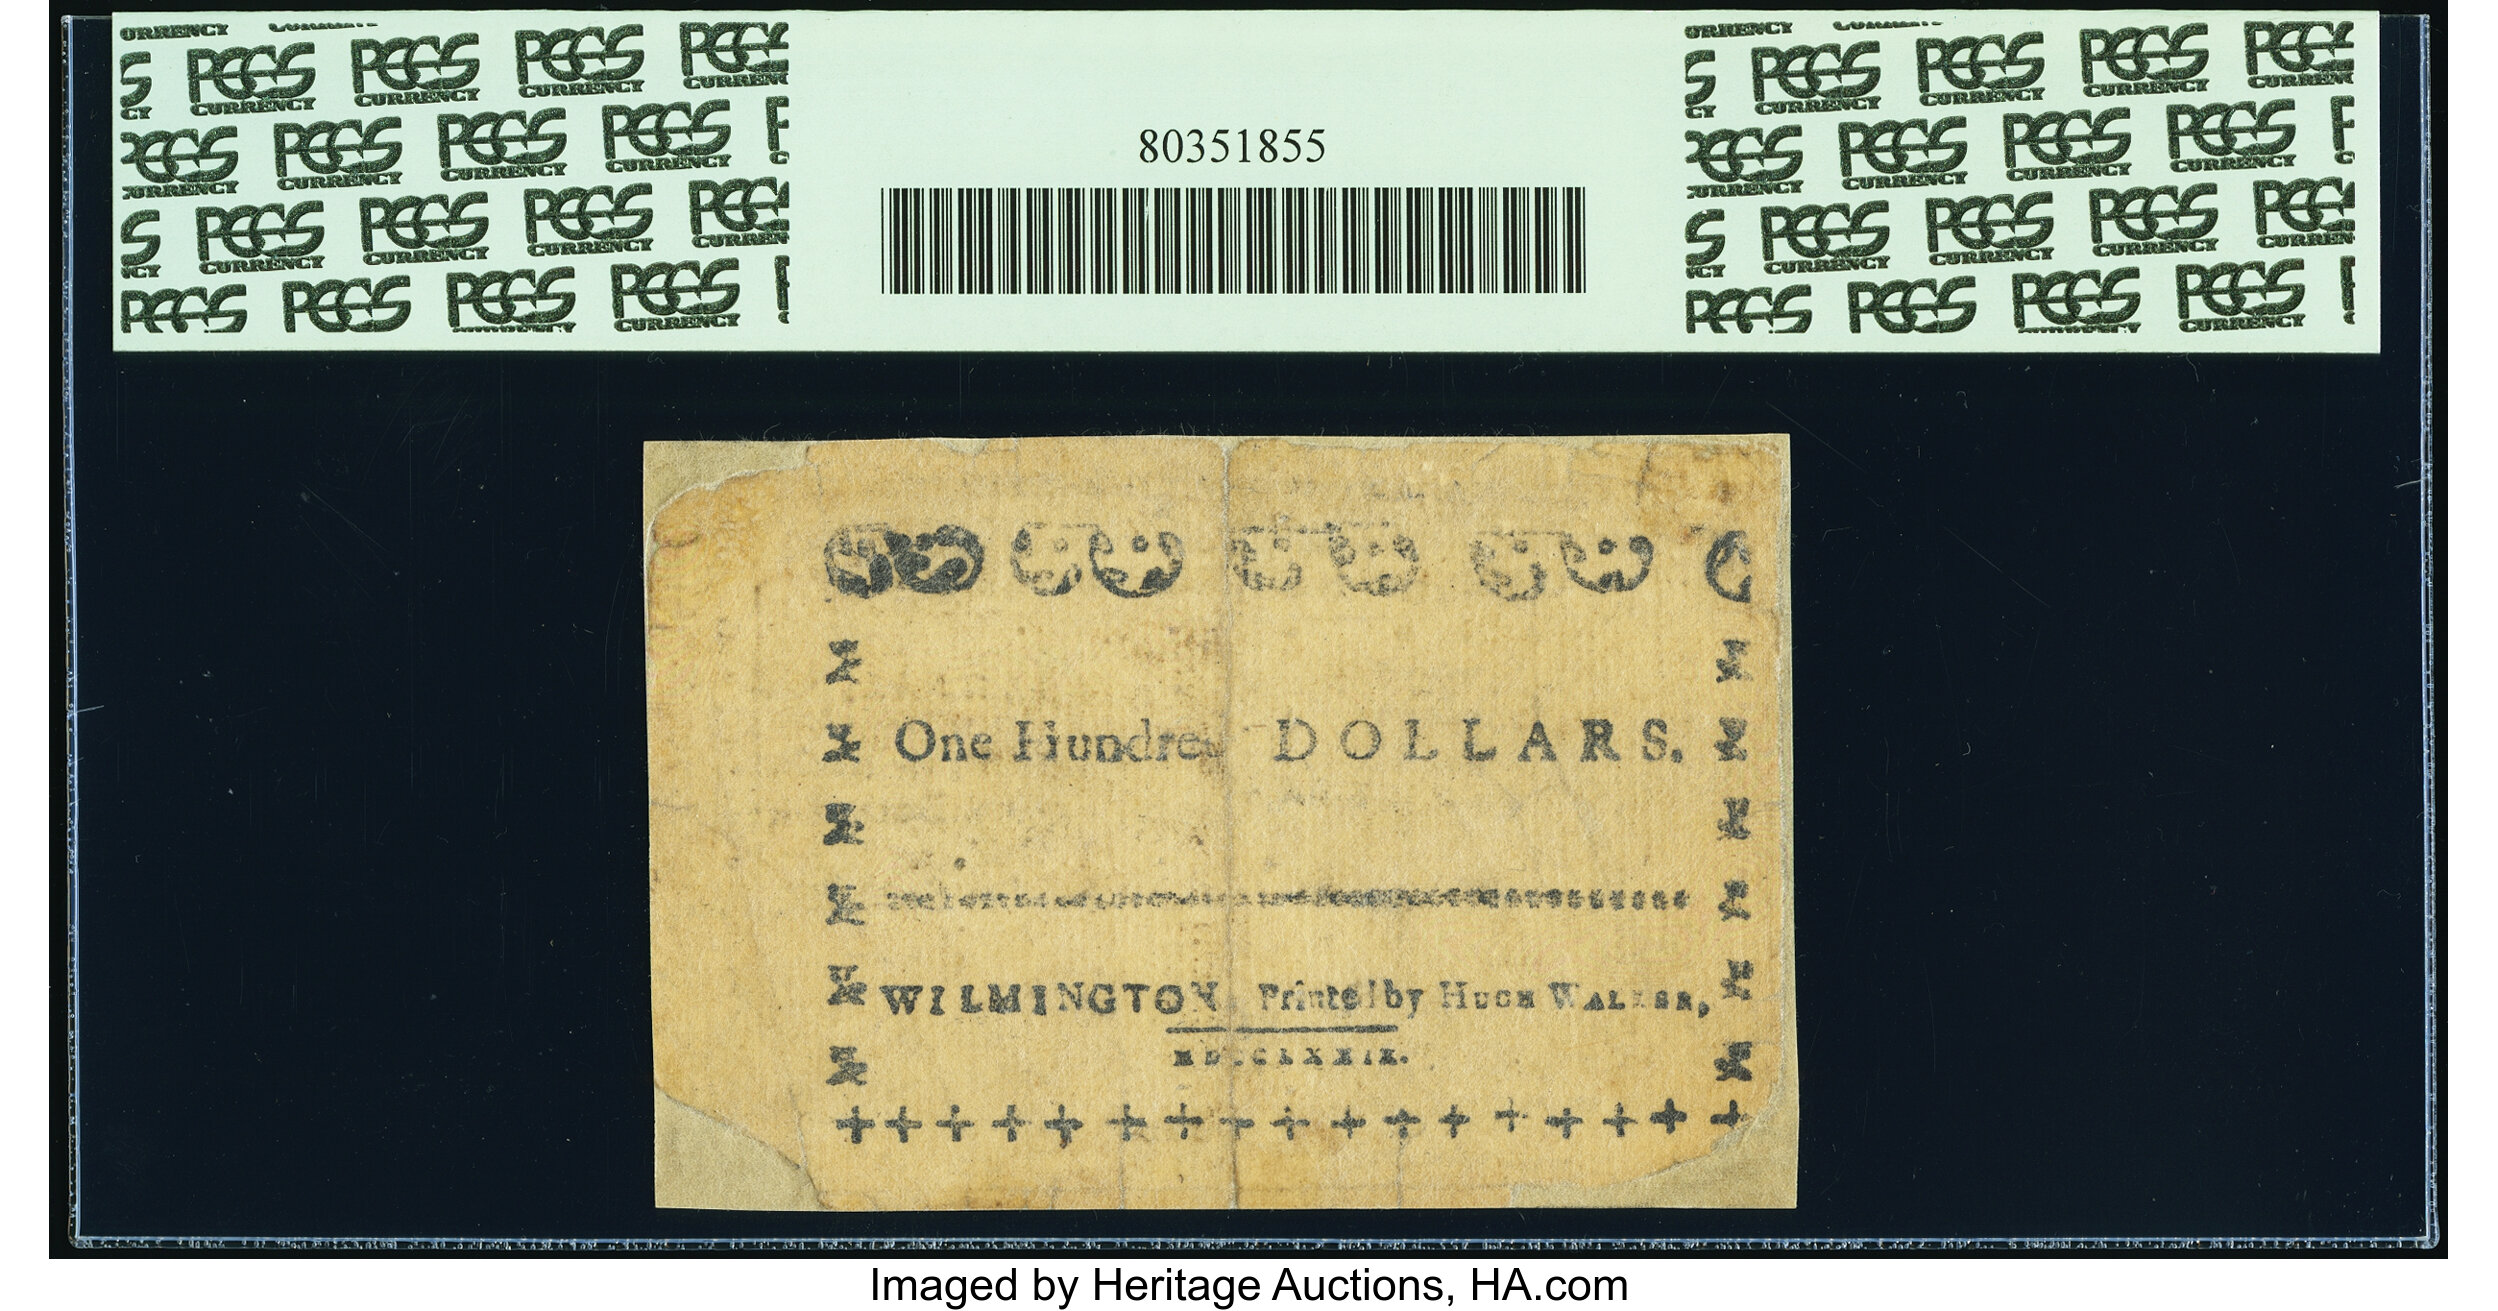 PCGS CURRENCY
80351855
One Hundred DOLLARS.
WILMINGTON, Printed by HUGH WALKER,
MDCCLXXIX.
Imaged by Heritage Auctions, HA.com